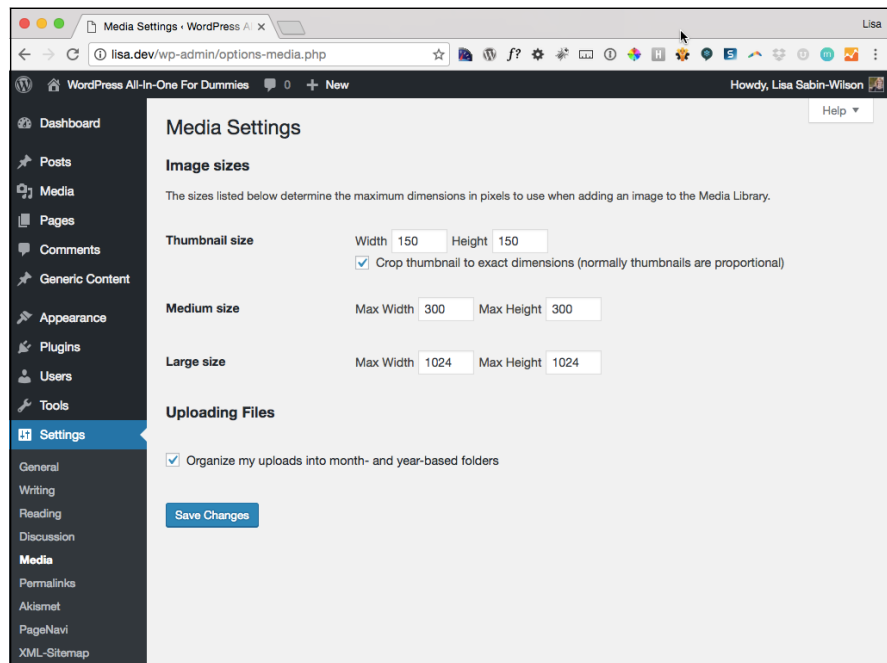 Media Settings ‹ WordPress A
Lisa
lisa.dev/wp-admin/options-media.php
f?
H
S
m
WordPress All-In-One For Dummies 0 + New
Howdy, Lisa Sabin-Wilson
Help
Dashboard
Posts
Media
Pages
Comments
Generic Content
Appearance
Plugins
Users
Tools
Settings
General
Writing
Reading
Discussion
Media
Permalinks
Akismet
PageNavi
XML-Sitemap
Media Settings
Image sizes
The sizes listed below determine the maximum dimensions in pixels to use when adding an image to the Media Library.
Thumbnail size
Width 150 Height 150
Crop thumbnail to exact dimensions (normally thumbnails are proportional)
Medium size
Max Width 300 Max Height 300
Large size
Max Width 1024 Max Height 1024
Uploading Files
Organize my uploads into month- and year-based folders
Save Changes